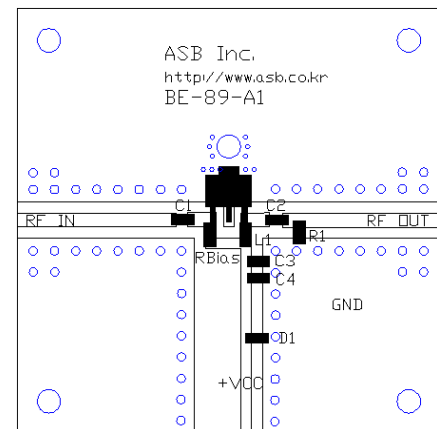 ASB Inc.
http://www.asb.co.kr
BE-89-A1
C1
C2
RF IN
RF OUT
L1
R1
RBias
C3
C4
GND
D1
+VCC